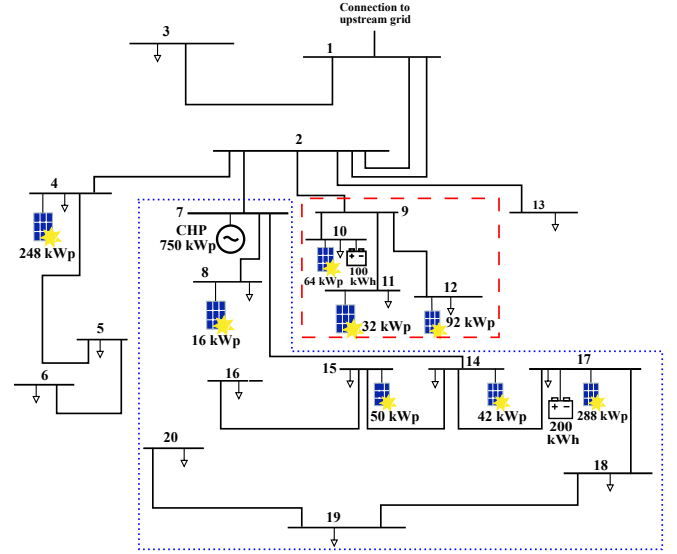 Connection to
upstream grid
3
1
2
4
248 kWp
7
CHP
750 kWp
9
13
10
64 kWp
100
kWh
11
32 kWp
12
92 kWp
8
16 kWp
5
6
16
15
50 kWp
14
42 kWp
17
200
kWh
288 kWp
20
18
19